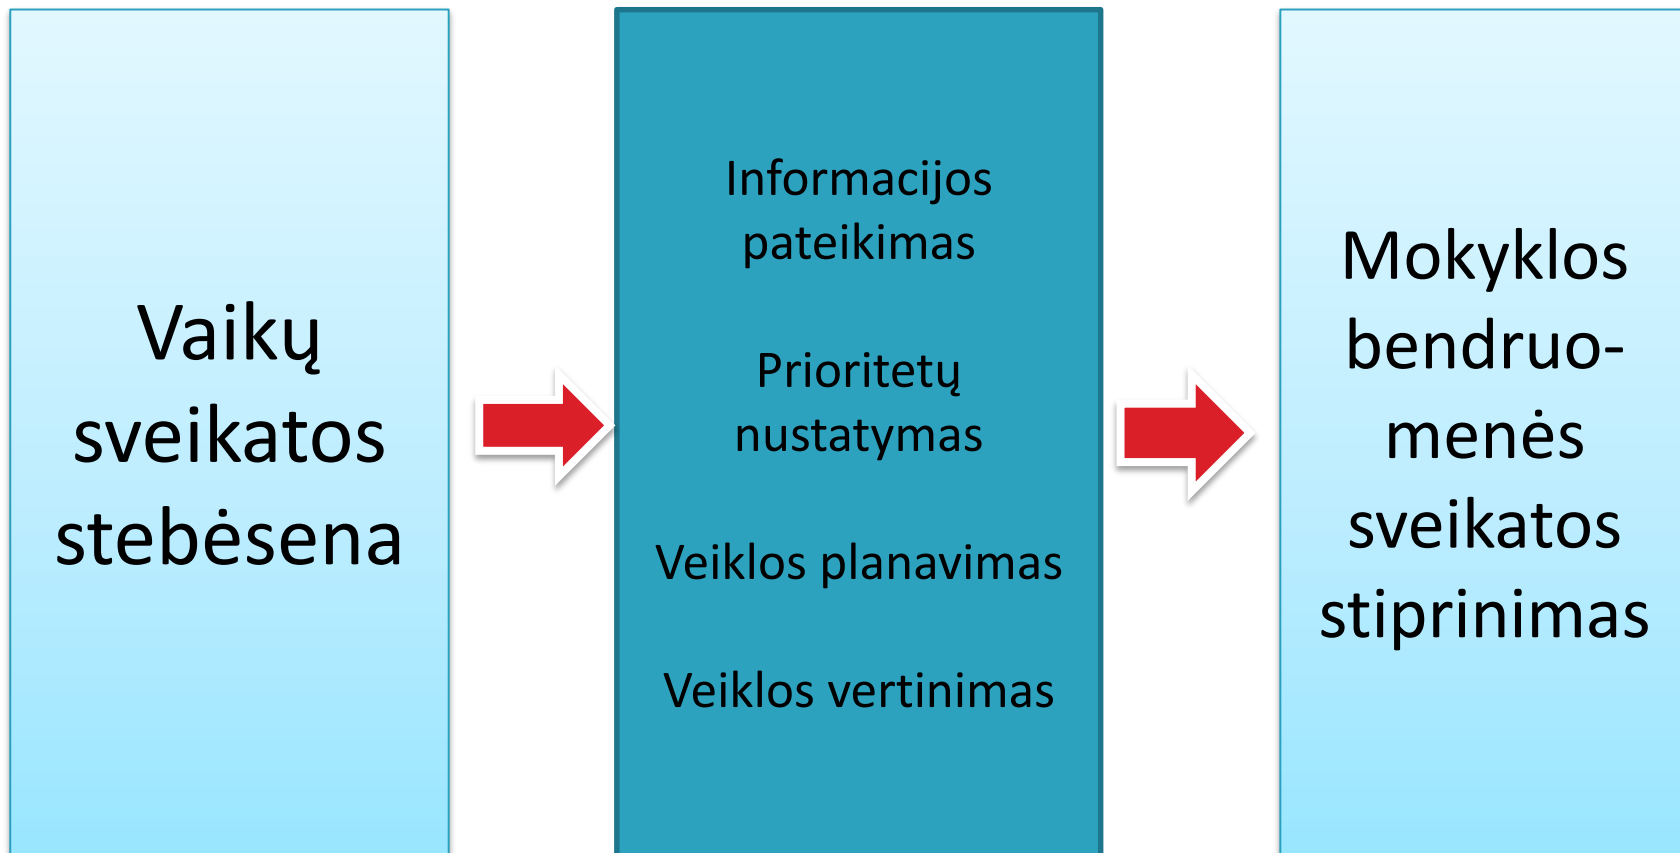 Vaikų
sveikatos
stebėsena
Informacijos
pateikimas
Prioritetų
nustatymas
Veiklos planavimas
Veiklos vertinimas
Mokyklos
bendruo-
menės
sveikatos
stiprinimas